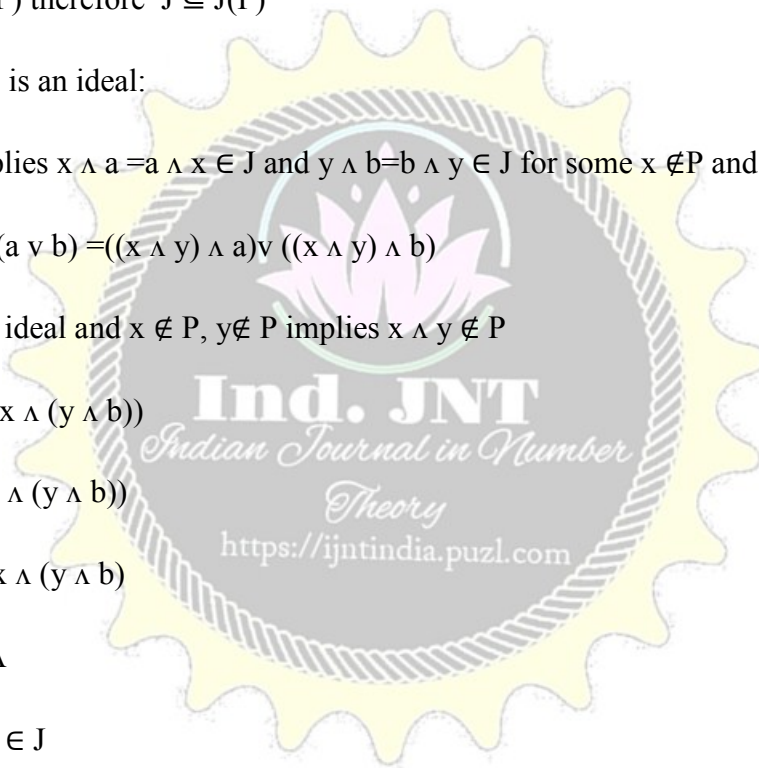 ) therefore J ⊆ J(P)
is an ideal:
plies x ∧ a =a ∧ x ∈ J and y ∧ b=b ∧ y ∈ J for some x ∉P and
(a v b) =((x ∧ y) ∧ a)v ((x ∧ y) ∧ b)
ideal and x ∉ P, y∉ P implies x ∧ y ∉ P
x ∧ (y ∧ b))
∧ (y ∧ b))
x ∧ (y ∧ b)
∧
∈ J
Ind. JNT
Indian Journal in Number
Theory
https://ijntindia.puzl.com